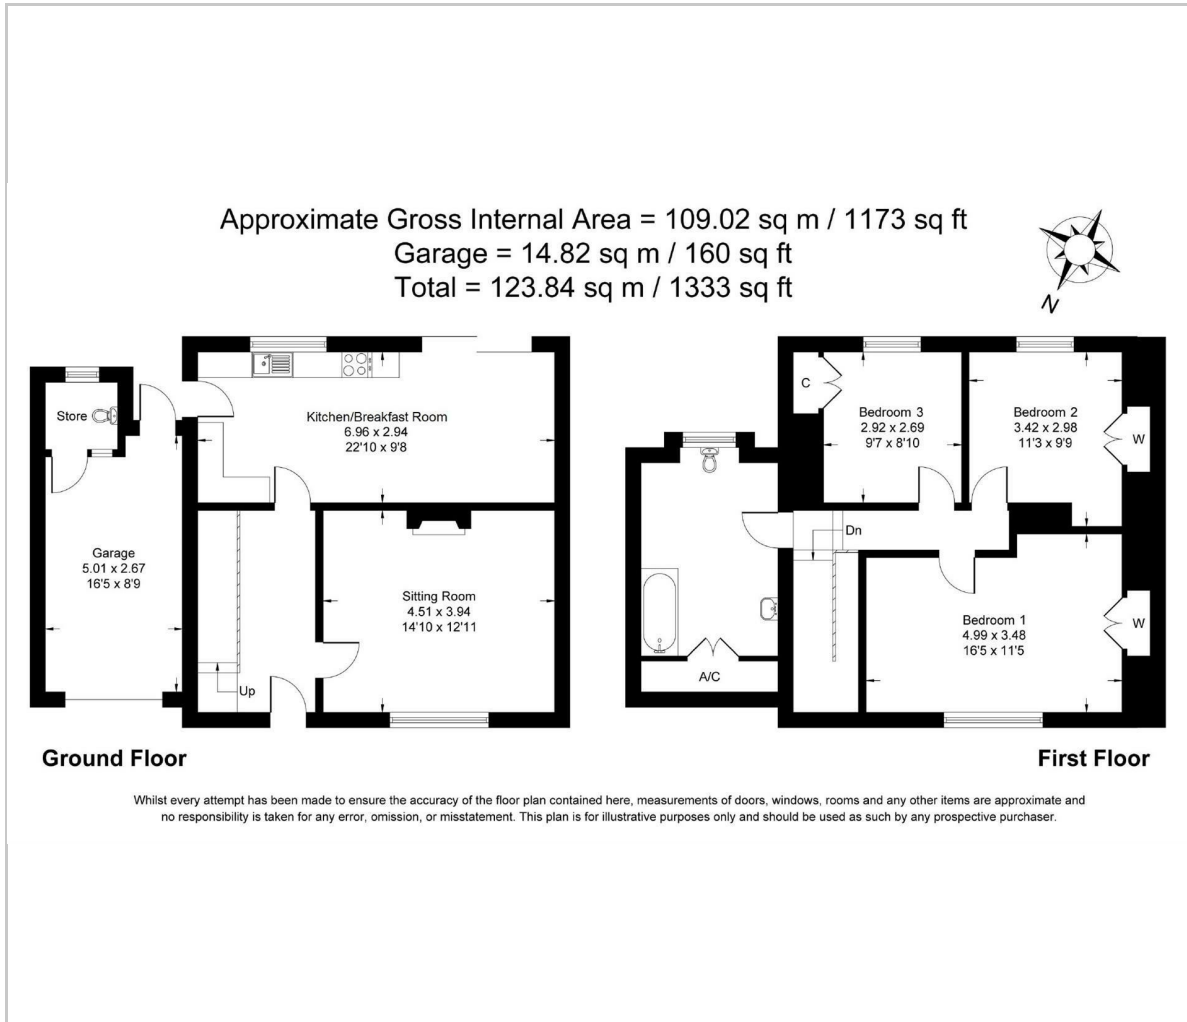 Approximate Gross Internal Area = 109.02 sq m / 1173 sq ft
Garage = 14.82 sq m / 160 sq ft
Total = 123.84 sq m / 1333 sq ft
N
Store
Kitchen/Breakfast Room
6.96 x 2.94
22'10 x 9'8
Garage
5.01 x 2.67
16'5 x 8'9
Sitting Room
4.51 x 3.94
14'10 x 12'11
Up
Ground Floor
C
Bedroom 3
2.92 x 2.69
9'7 x 8'10
Bedroom 2
3.42 x 2.98
11'3 x 9'9
W
Dn
Bedroom 1
4.99 x 3.48
16'5 x 11'5
W
A/C
First Floor
Whilst every attempt has been made to ensure the accuracy of the floor plan contained here, measurements of doors, windows, rooms and any other items are approximate and
no responsibility is taken for any error, omission, or misstatement. This plan is for illustrative purposes only and should be used as such by any prospective purchaser.